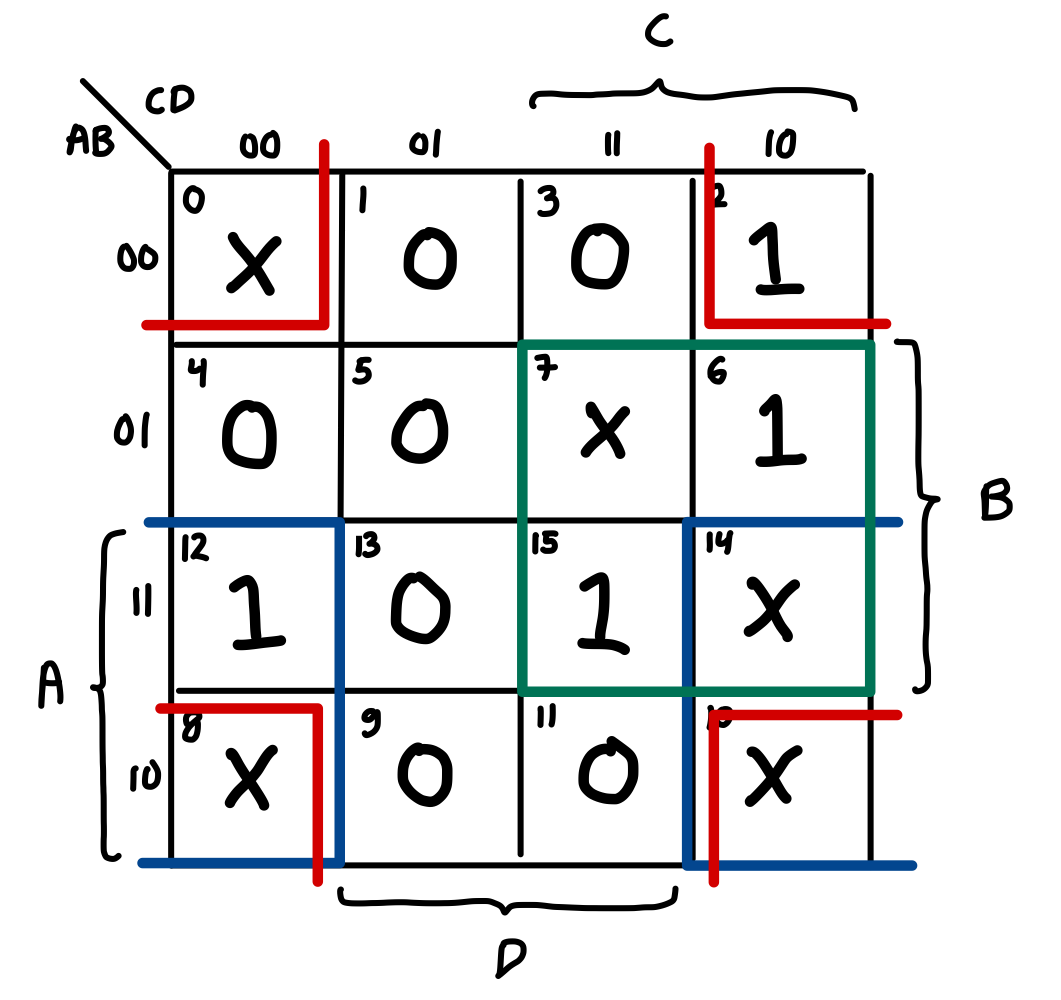 C
CD
AB
00 01 11 10
0 1 3 2
00 X 0 0 1
4 5 7 6
01 0 0 X 1
B
12 13 15 14
11 1 0 1 X
A
8 9 11 10
10 X 0 0 X
D